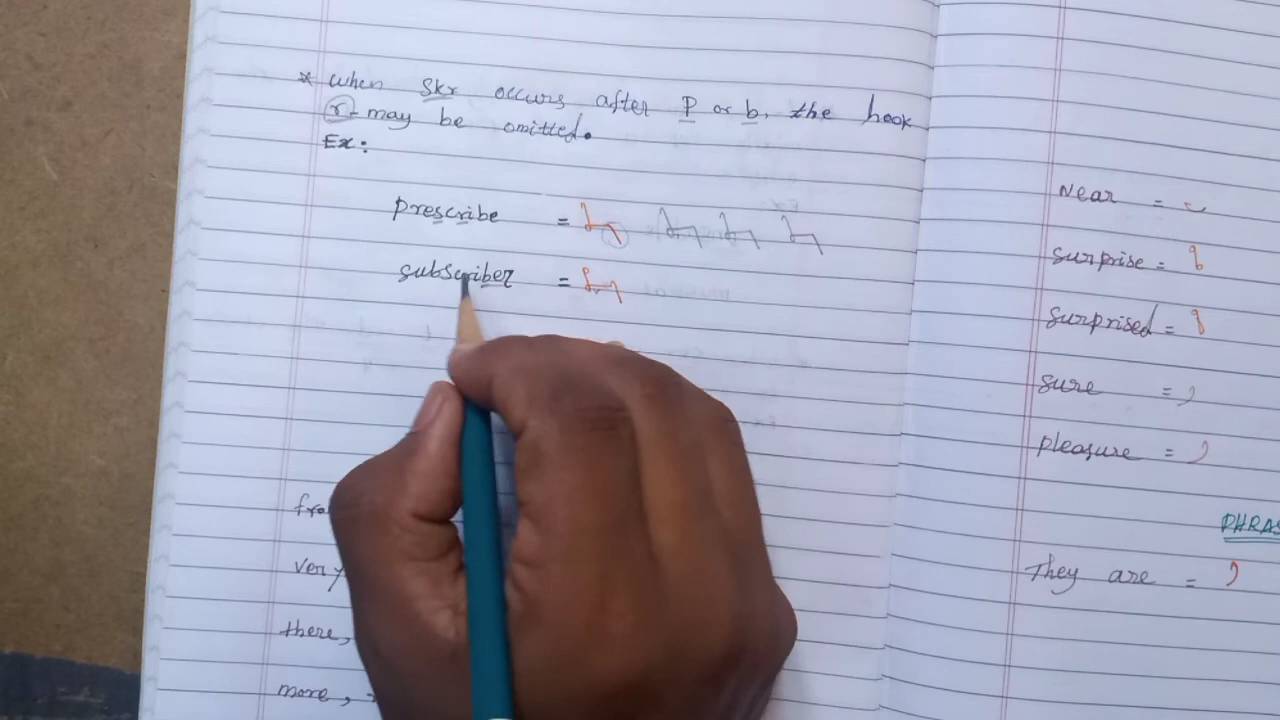 * when skr occurs after P or b, the hook
r may be omitted.
Ex:
prescribe =
subscriber =
very
there,
more,
Near =
surprise =
surprised =
sure =
pleasure =
PHRAS
They are =